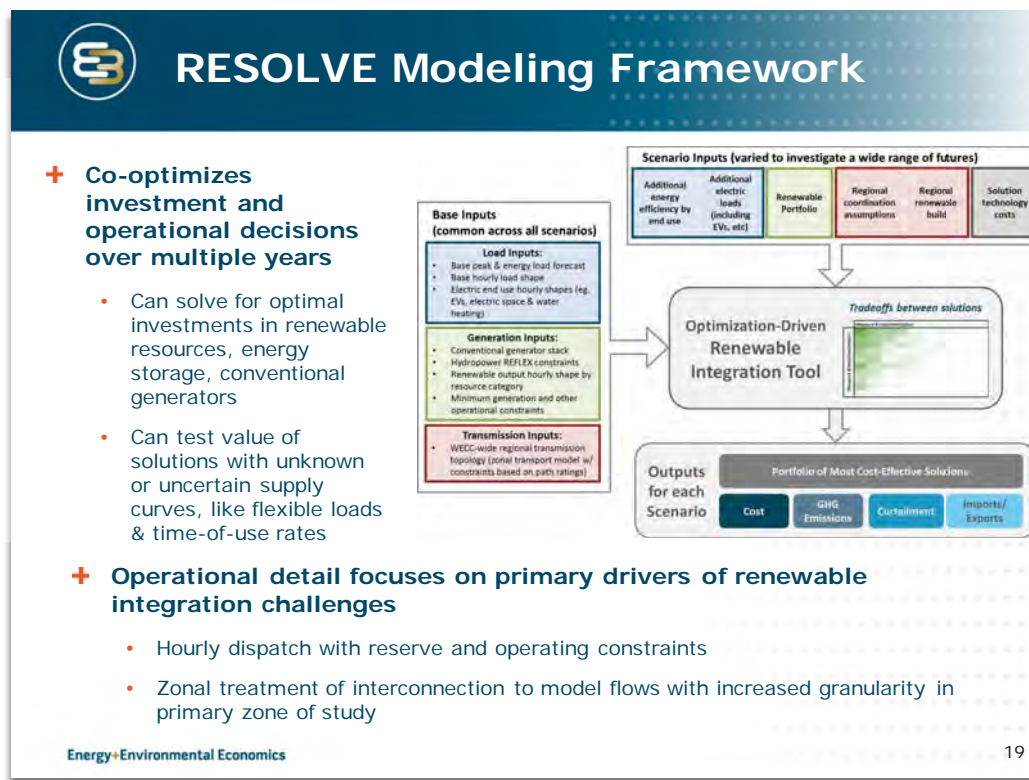 RESOLVE Modeling Framework
+ Co-optimizes
investment and
operational decisions
over multiple years
• Can solve for optimal
investments in renewable
resources, energy
storage, conventional
generators
• Can test value of
solutions with unknown
or uncertain supply
curves, like flexible loads
& time-of-use rates
Base Inputs
(common across all scenarios)
Load Inputs:
• Base peak & energy load forecast
• Base hourly load shape
• Electric end use hourly shapes (eg.
EVs, electric space & water
heating)
Generation Inputs:
• Conventional generator stack
• Hydropower REFLEX constraints
• Renewable output hourly shape by
resource category
• Minimum generation and other
operational constraints
Transmission Inputs:
• WECC-wide regional transmission
topology (zonal transport model w/
constraints based on path ratings)
Scenario Inputs (varied to investigate a wide range of futures)
Additional
energy
efficiency by
end use
Additional
electric
loads
(including
EVs, etc)
Renewable
Portfolio
Regional
coordination
assumptions
Regional
renewable
build
Solution
technology
costs
Optimization-Driven
Renewable
Integration Tool
Tradeoffs between solutions
Outputs
for each
Scenario
Portfolio of Most Cost-Effective Solutions
Cost
GHG
Emissions
Curtailment
Imports/
Exports
+ Operational detail focuses on primary drivers of renewable
integration challenges
• Hourly dispatch with reserve and operating constraints
• Zonal treatment of interconnection to model flows with increased granularity in
primary zone of study
Energy+Environmental Economics
19